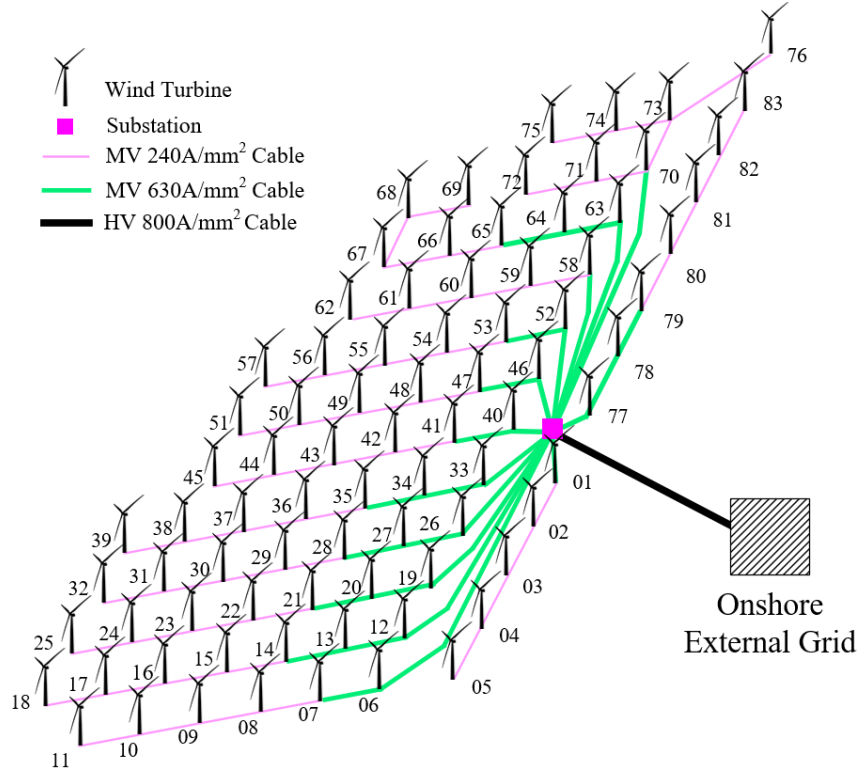 Wind Turbine
Substation
MV 240A/mm² Cable
MV 630A/mm² Cable
HV 800A/mm² Cable
76
75 74 73
83
72 71 70
82
68 69
67 66 65 64 63
81
62 61 60 59 58
80
57 56 55 54 53 52
79
51 50 49 48 47 46
78
45 44 43 42 41 40
77
39 38 37 36 35 34 33
01
32 31 30 29 28 27 26
02
25 24 23 22 21 20 19
03
18 17 16 15 14 13 12
04
11 10 09 08 07 06
05
Onshore
External Grid